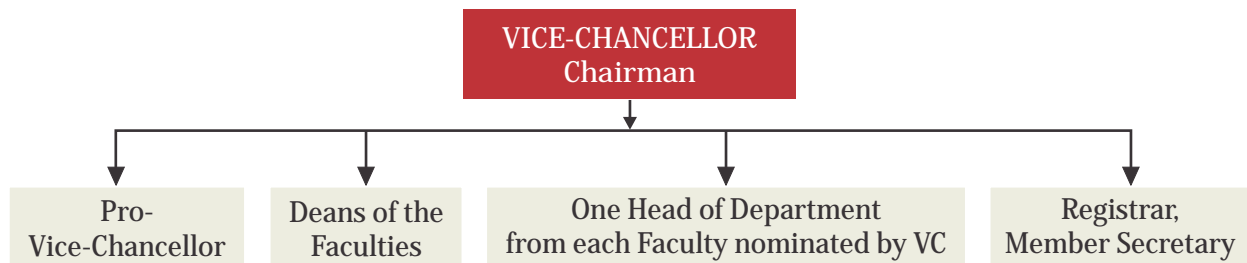 VICE-CHANCELLOR
Chairman
Pro-
Vice-Chancellor
Deans of the
Faculties
One Head of Department
from each Faculty nominated by VC
Registrar,
Member Secretary